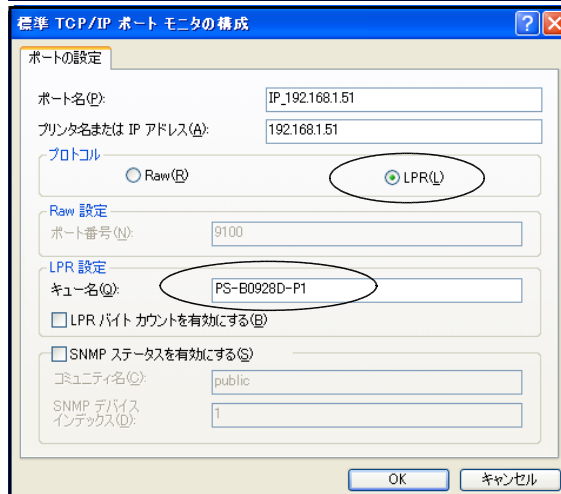 標準 TCP/IP ポート モニタの構成
ポートの設定
ポート名(P): IP_192.168.1.51
プリンタ名または IP アドレス(A): 192.168.1.51
プロトコル
Raw(R) LPR(L)
Raw 設定
ポート番号(N): 9100
LPR 設定
キュー名(Q): PS-B0928D-P1
LPR バイト カウントを有効にする(B)
SNMP ステータスを有効にする(S)
コミュニティ名(C): public
SNMP デバイス
インデックス(D): 1
OK キャンセル